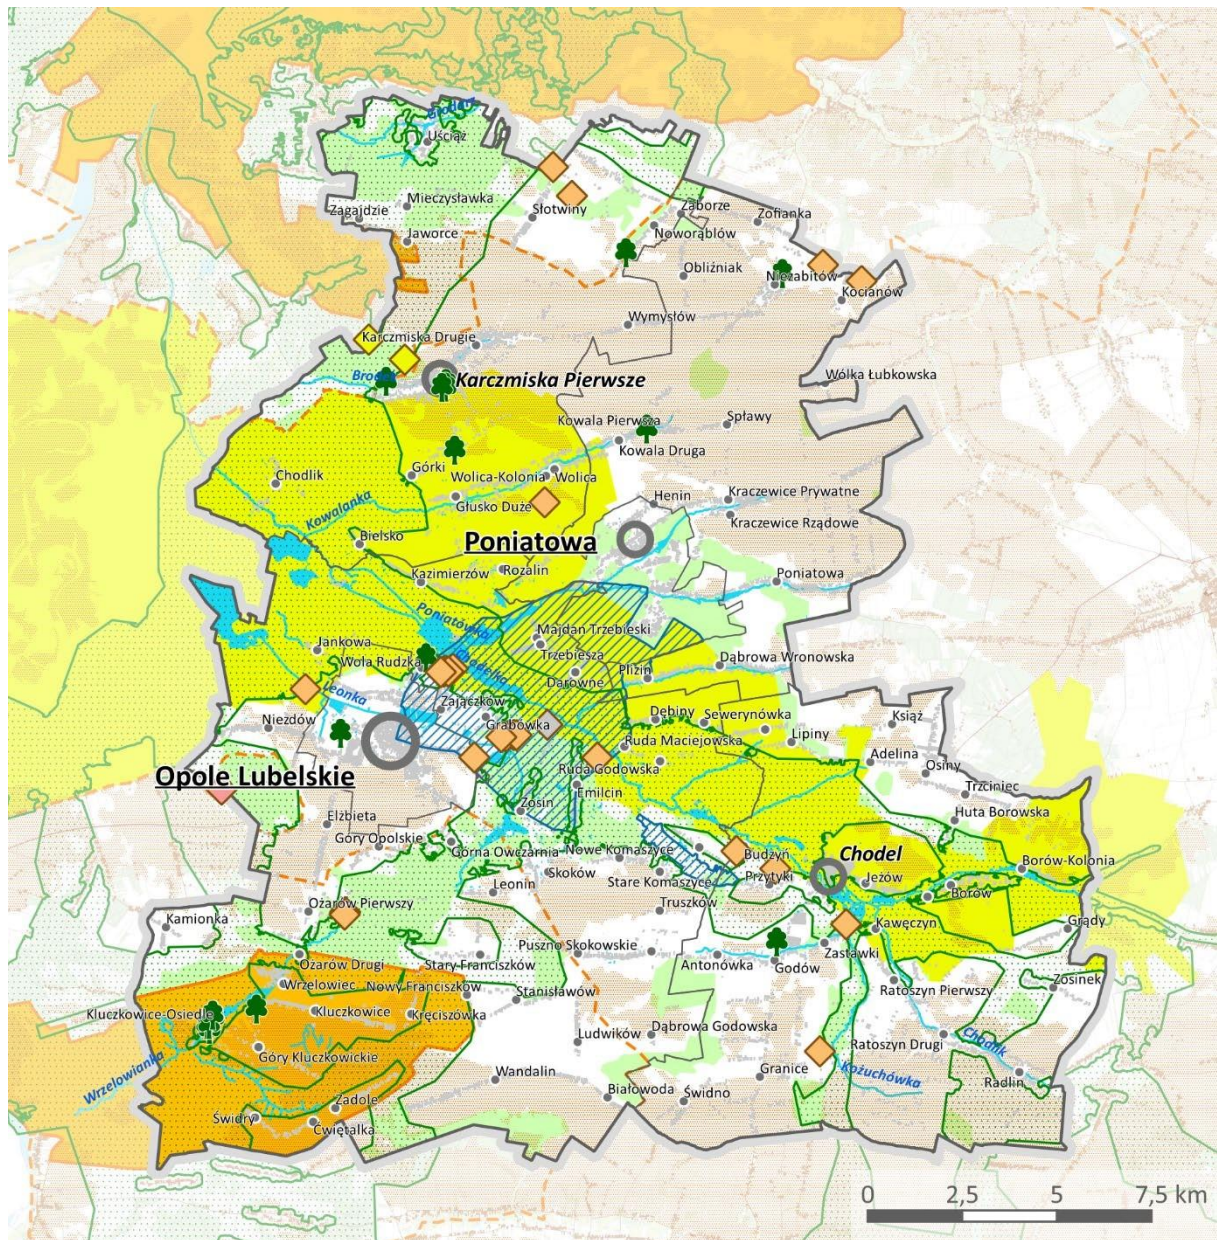 Brodek
Uściąż
Mieczysławka
Zagajdzie
Słotwiny
Zaborze
Zofianka
Jaworce
Noworąblów
Obliźniak
Niezabitów
Kocianów
Wymysłów
Karczmiska Drugie
Brodek
Karczmiska Pierwsze
Wólka Łubkowska
Kowala Pierwsza
Spławy
Kowala Druga
Chodlik
Górki
Wolica-Kolonia
Wolica
Głusko Duże
Kowalanka
Henin
Kraczewice Prywatne
Kraczewice Rządowe
Poniatowa
Bielsko
Kazimierzów
Rozalin
Poniatowa
Poniatówka
Majdan Trzebieski
Trzebiesza
Jankowa
Wola Rudzka
Chodelka
Darowne
Plizin
Dąbrowa Wronowska
Leonka
Niezdów
Zajączków
Grabówka
Dębiny
Sewerynówka
Książ
Lipiny
Ruda Maciejowska
Adelina
Osiny
Opole Lubelskie
Ruda Godowska
Emilcin
Trzciniec
Zosin
Huta Borowska
Elżbieta
Góry Opolskie
Górna Owczarnia
Nowe Komaszyce
Budzyń
Chodel
Borów-Kolonia
Skoków
Stare Komaszyce
Przytyki
Jeżów
Borów
Leonin
Ożarów Pierwszy
Truszków
Kamionka
Kawęczyn
Grądy
Puszno Skokowskie
Zastawki
Ożarów Drugi
Stary Franciszków
Antonówka
Godów
Wrzelowiec
Nowy Franciszków
Stanisławów
Ratoszyn Pierwszy
Zosinek
Kluczkowice-Osiedle
Kluczkowice
Kręciszówka
Ludwików
Dąbrowa Godowska
Ratoszyn Drugi
Chodlik
Góry Kluczkowickie
Wrzelowianka
Wandalin
Granice
Kożuchówka
Radlin
Białowoda
Świdno
Zadole
Świdry
Ćwiętalka
0 2,5 5 7,5 km